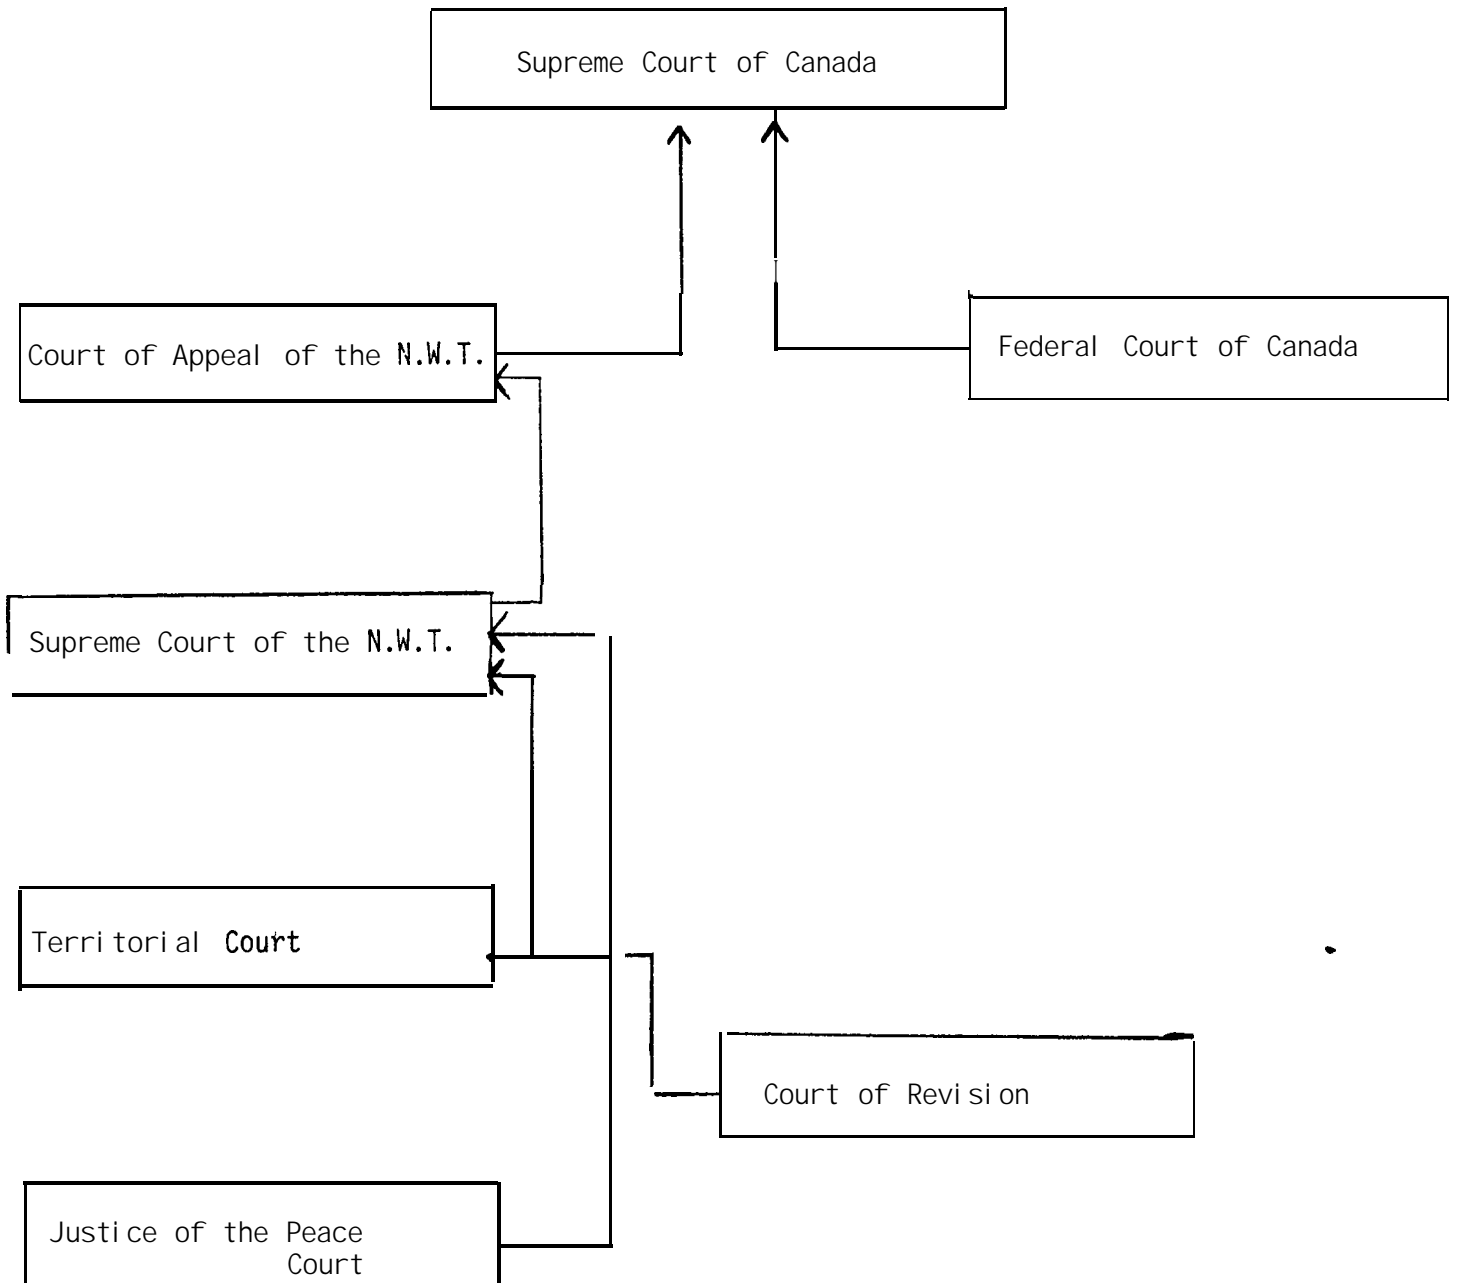 Supreme Court of Canada
Court of Appeal of the N.W.T.
Federal Court of Canada
Supreme Court of the N.W.T.
Territorial Court
Court of Revision
Justice of the Peace
Court